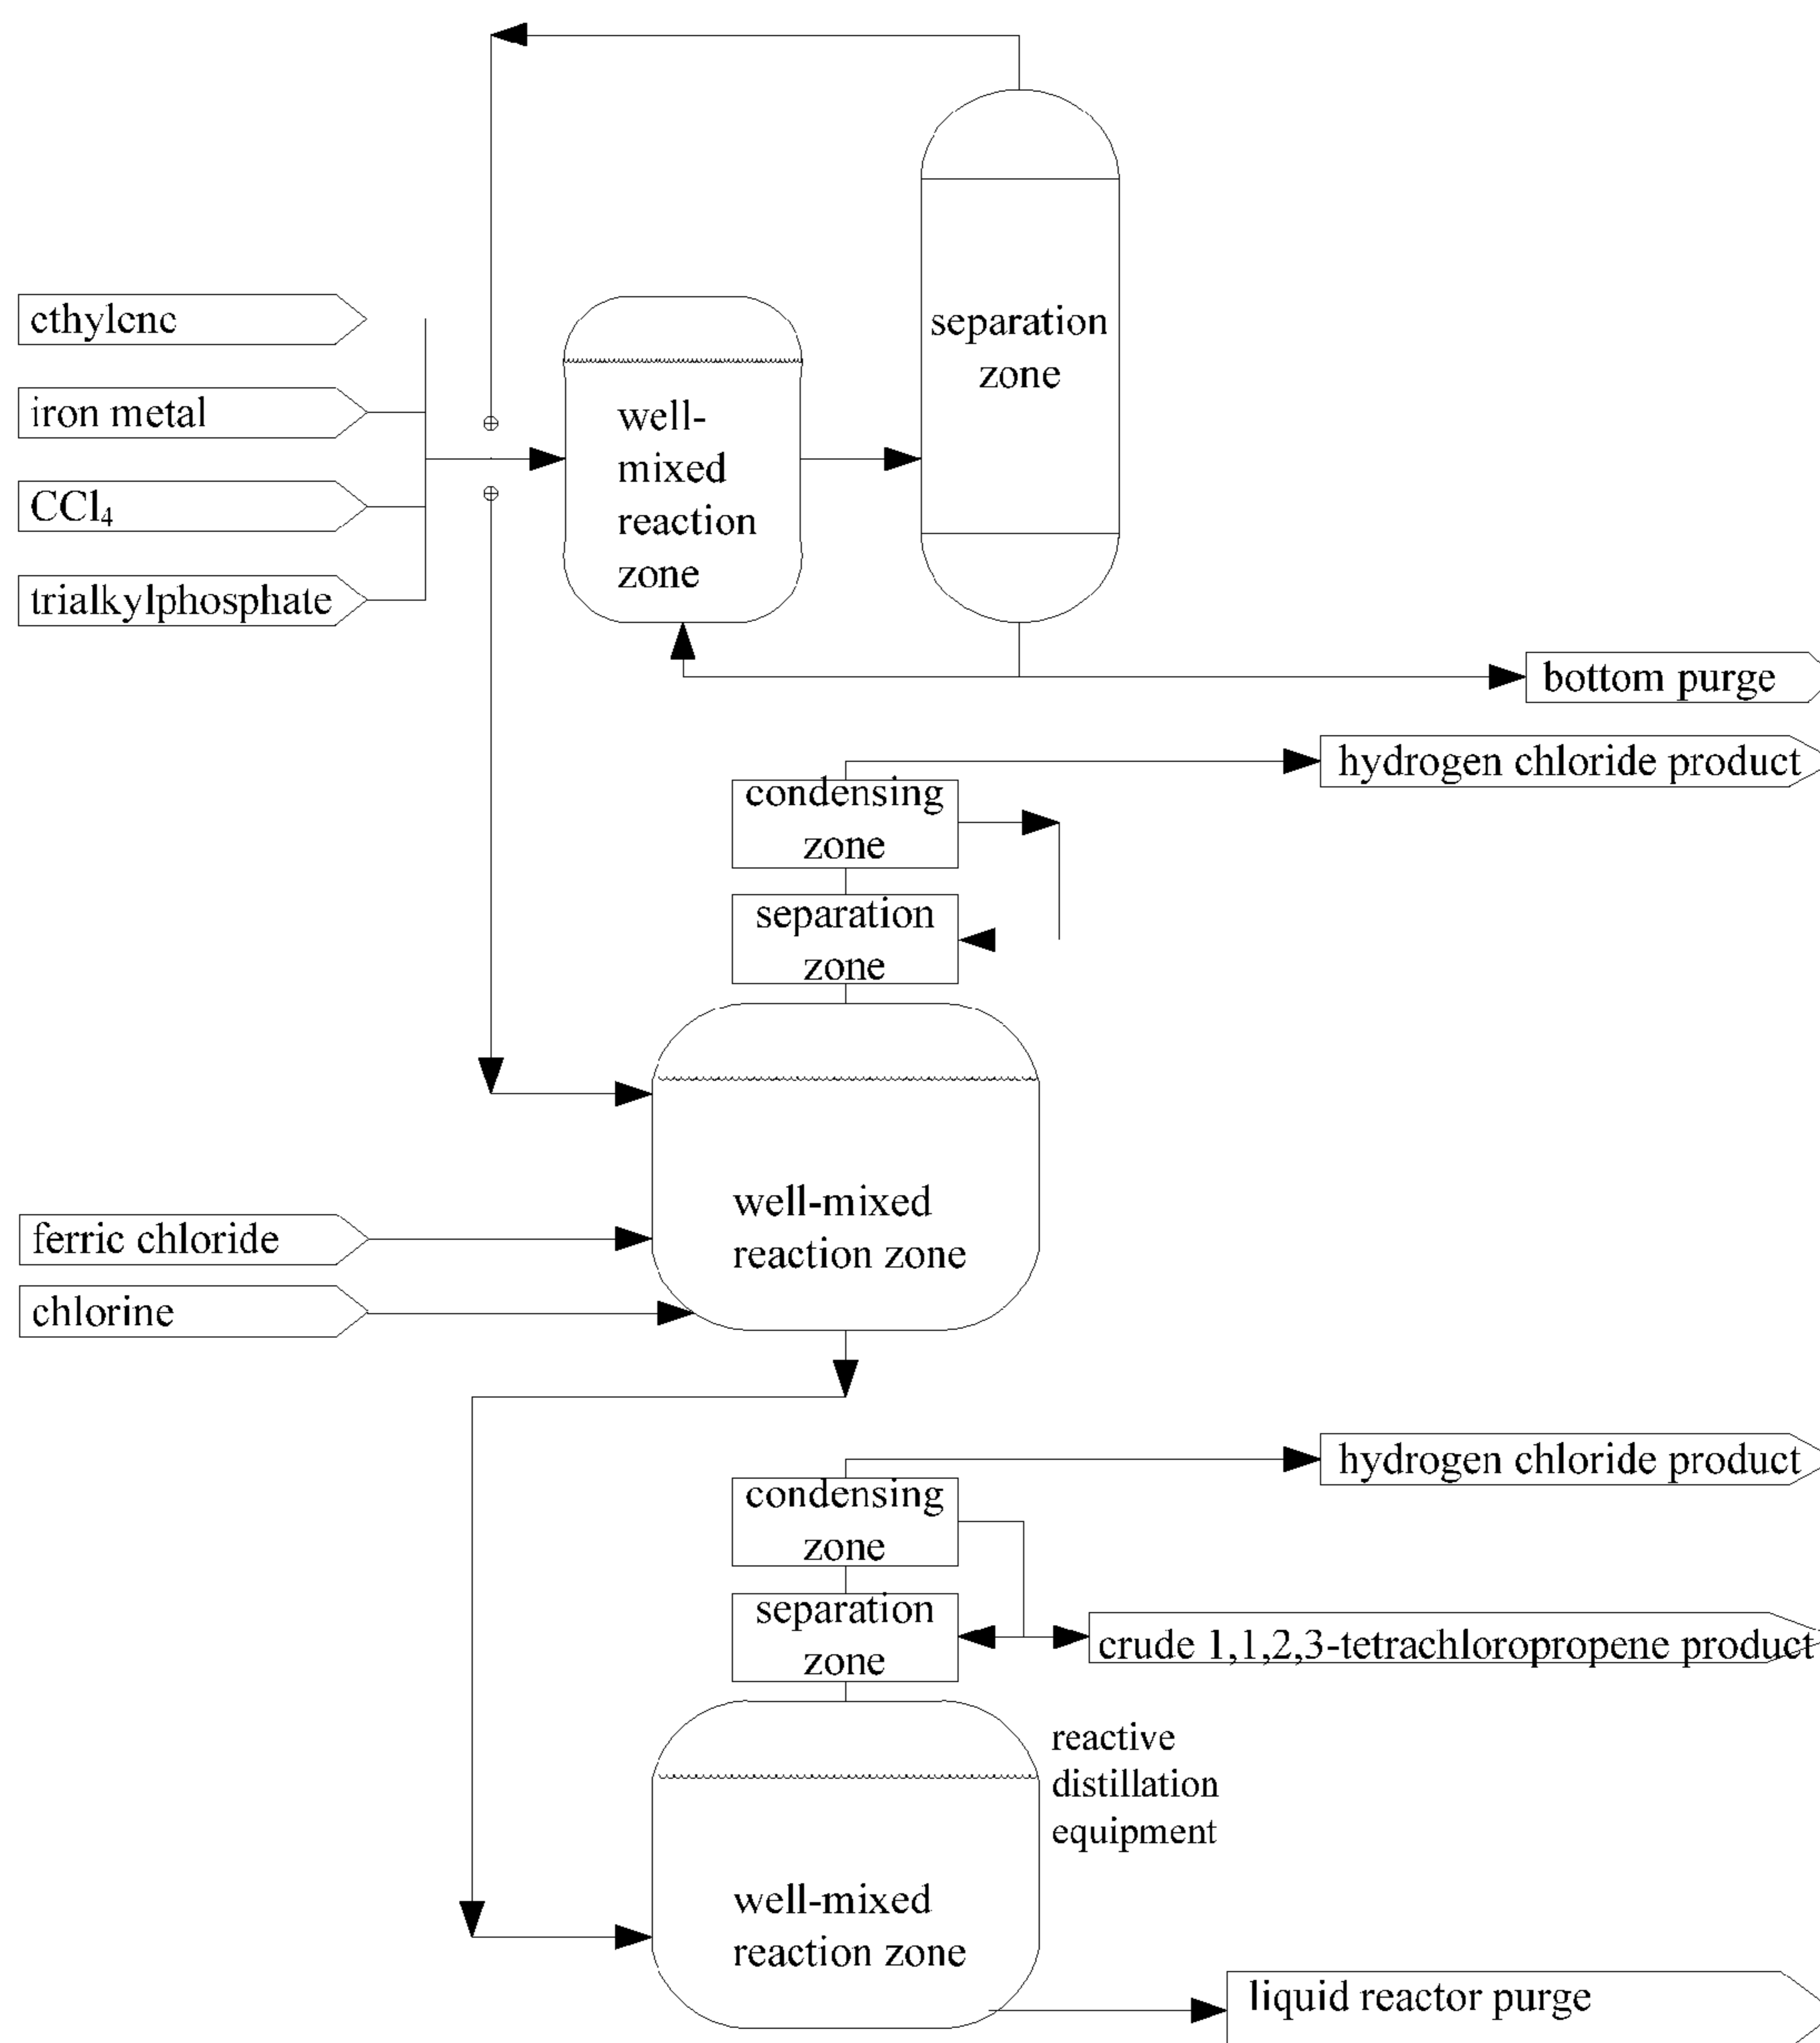 cthylcnc
iron metal
CCl₄
trialkylphosphate
well-
mixed
reaction
zone
separation
zone
bottom purge
hydrogen chloride product
condensing
zone
separation
zone
well-mixed
reaction zone
ferric chloride
chlorine
hydrogen chloride product
condensing
zone
separation
zone
crude 1,1,2,3-tetrachloropropene product
reactive
distillation
equipment
well-mixed
reaction zone
liquid reactor purge